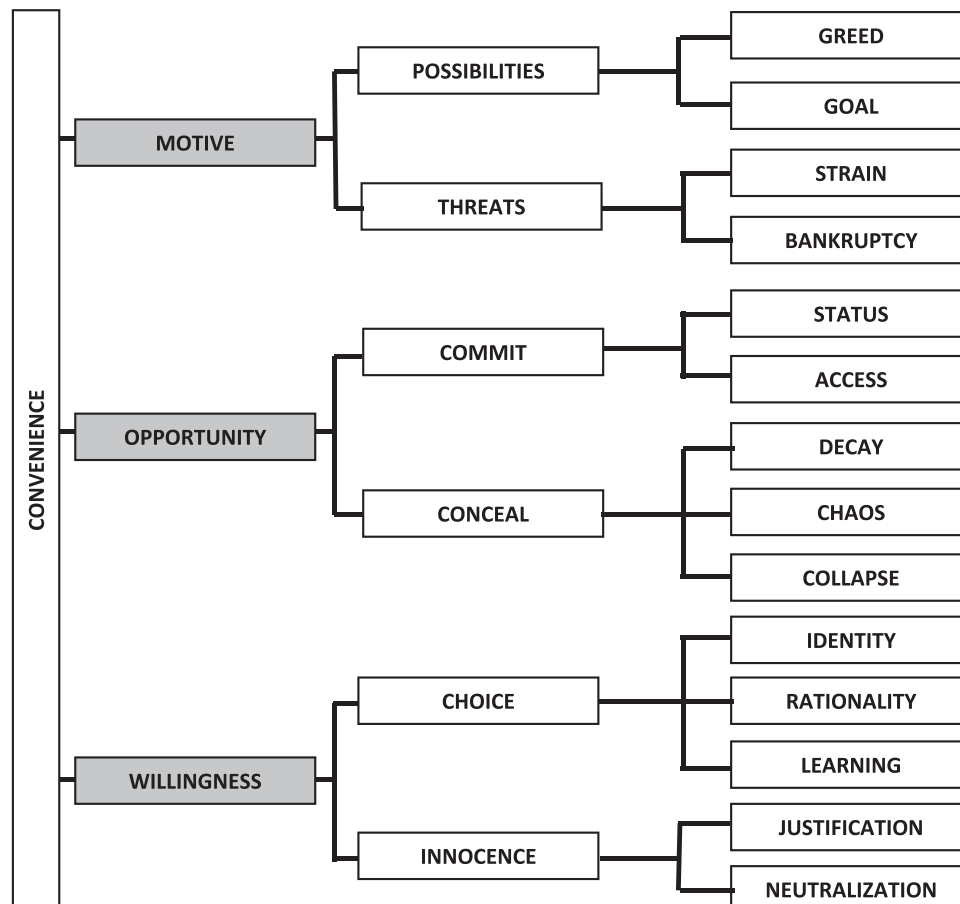 CONVENIENCE
MOTIVE
POSSIBILITIES
GREED
GOAL
THREATS
STRAIN
BANKRUPTCY
OPPORTUNITY
COMMIT
STATUS
ACCESS
CONCEAL
DECAY
CHAOS
COLLAPSE
WILLINGNESS
CHOICE
IDENTITY
RATIONALITY
LEARNING
INNOCENCE
JUSTIFICATION
NEUTRALIZATION